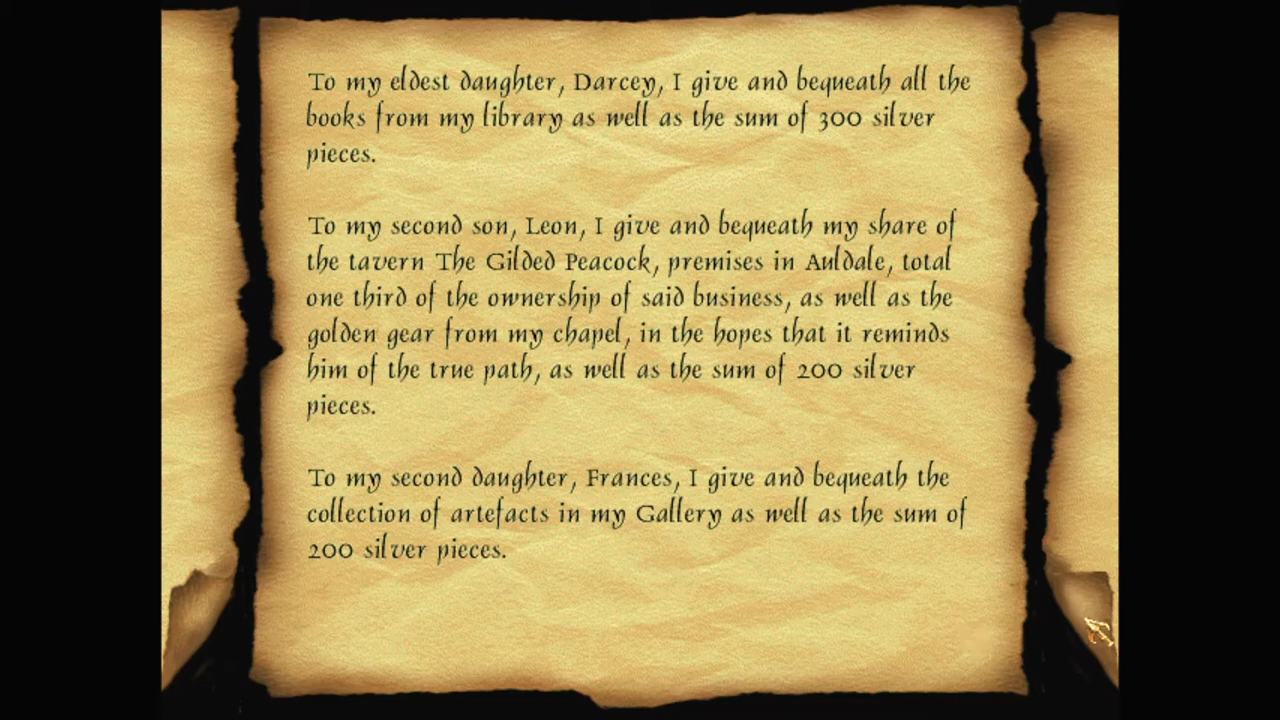 To my eldest daughter, Darcey, I give and bequeath all the
books from my library as well as the sum of 300 silver
pieces.
To my second son, Leon, I give and bequeath my share of
the tavern The Gilded Peacock, premises in Auldale, total
one third of the ownership of said business, as well as the
golden gear from my chapel, in the hopes that it reminds
him of the true path, as well as the sum of 200 silver
pieces.
To my second daughter, Frances, I give and bequeath the
collection of artefacts in my Gallery as well as the sum of
200 silver pieces.